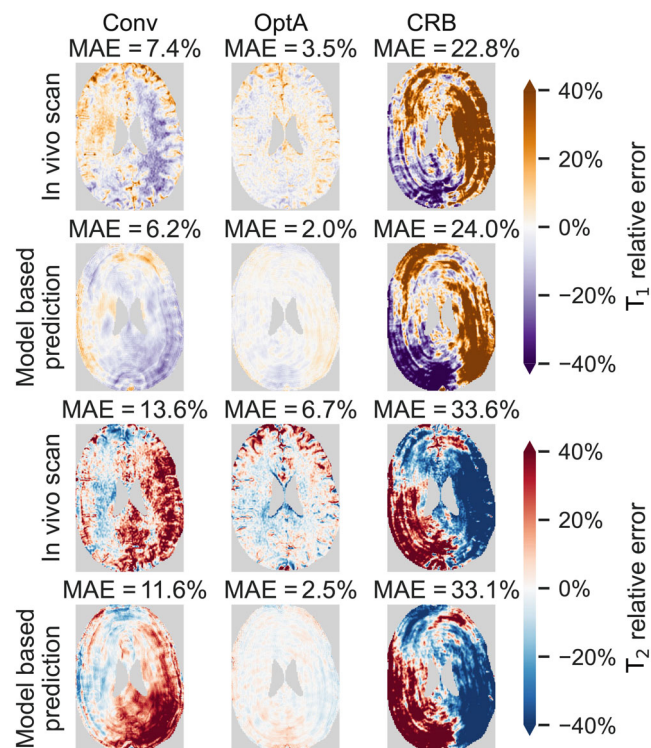 Conv OptA CRB
MAE = 7.4% MAE = 3.5% MAE = 22.8%
In vivo scan
MAE = 6.2% MAE = 2.0% MAE = 24.0%
Model based
prediction
40%
20%
0%
−20%
−40%
T₁ relative error
MAE = 13.6% MAE = 6.7% MAE = 33.6%
In vivo scan
MAE = 11.6% MAE = 2.5% MAE = 33.1%
Model based
prediction
40%
20%
0%
−20%
−40%
T₂ relative error